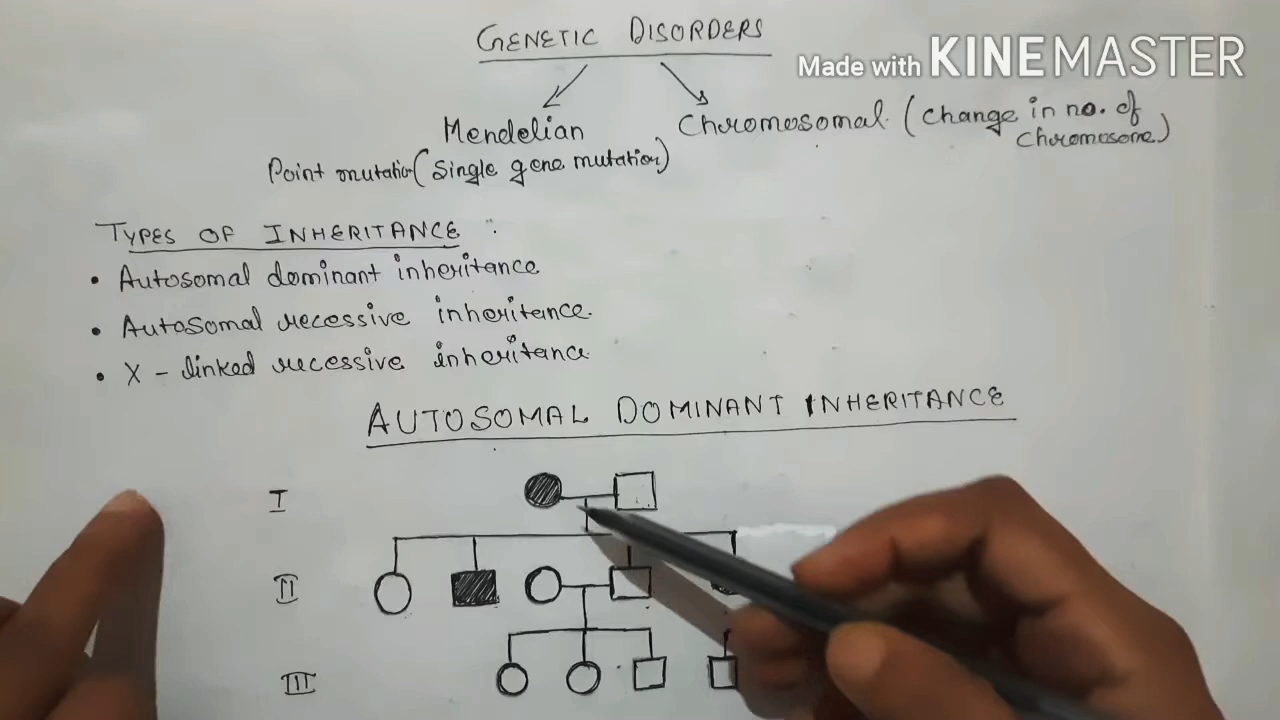 GENETIC DISORDERS
Made with KINEMASTER
Mendelian
Chromosomal (change in no. of
chromosome)
Point mutation (single gene mutation)
TYPES OF INHERITANCE :
• Autosomal dominant inheritance
• Autosomal recessive inheritance.
• X - linked recessive inheritance
AUTOSOMAL DOMINANT INHERITANCE
I
II
III